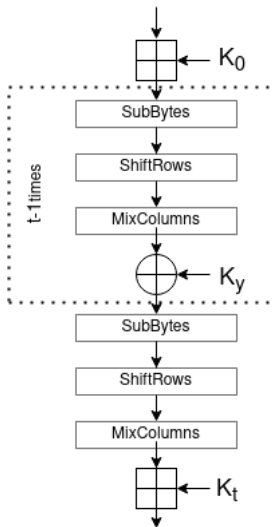 K0
SubBytes
ShiftRows
MixColumns
t-1times
Ky
SubBytes
ShiftRows
MixColumns
Kt